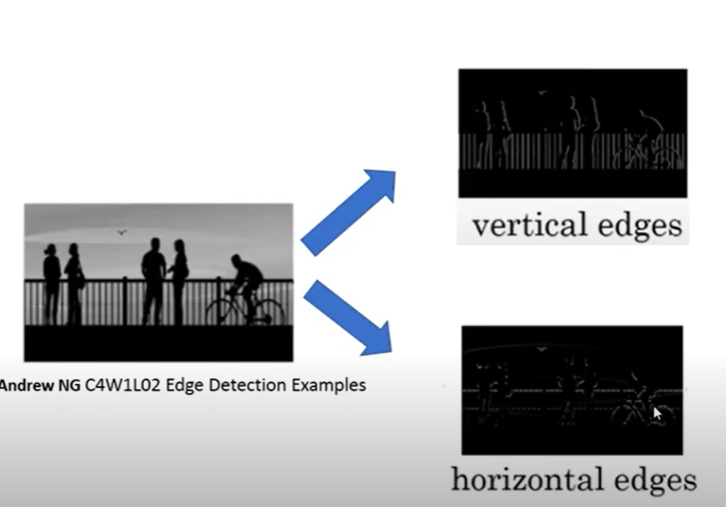 vertical edges
Andrew NG C4W1L02 Edge Detection Examples
horizontal edges